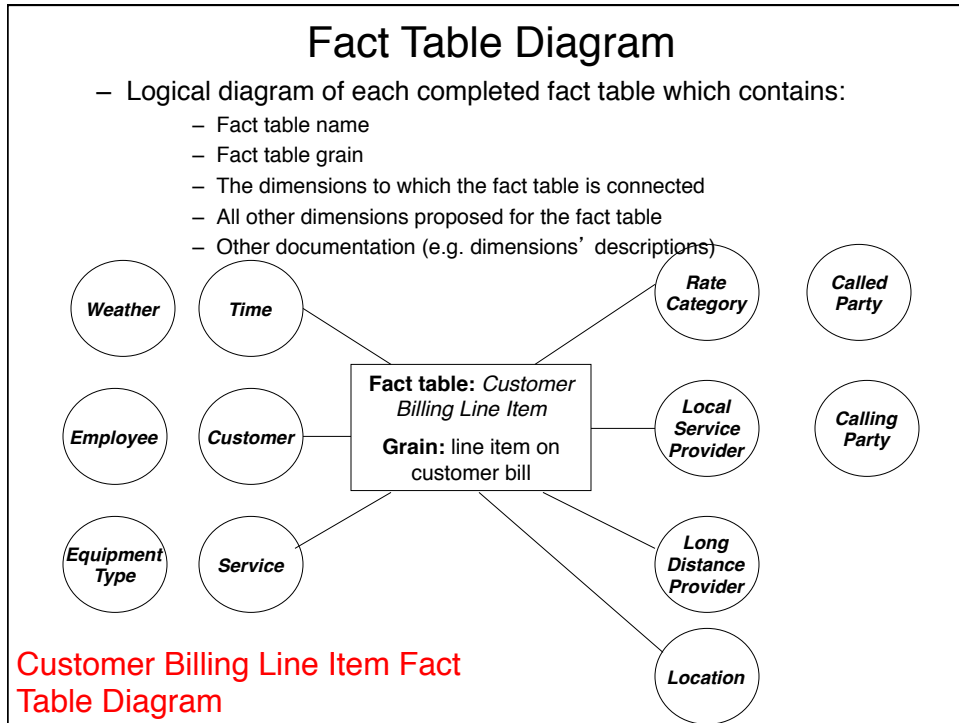 Fact Table Diagram
– Logical diagram of each completed fact table which contains:
– Fact table name
– Fact table grain
– The dimensions to which the fact table is connected
– All other dimensions proposed for the fact table
– Other documentation (e.g. dimensions’ descriptions)
Weather
Time
Rate
Category
Called
Party
Fact table: Customer
Billing Line Item
Grain: line item on
customer bill
Employee
Customer
Local
Service
Provider
Calling
Party
Equipment
Type
Service
Long
Distance
Provider
Location
Customer Billing Line Item Fact
Table Diagram